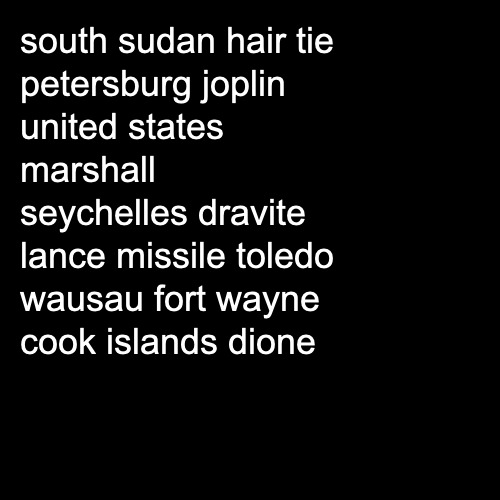 south sudan hair tie
petersburg joplin
united states
marshall
seychelles dravite
lance missile toledo
wausau fort wayne
cook islands dione